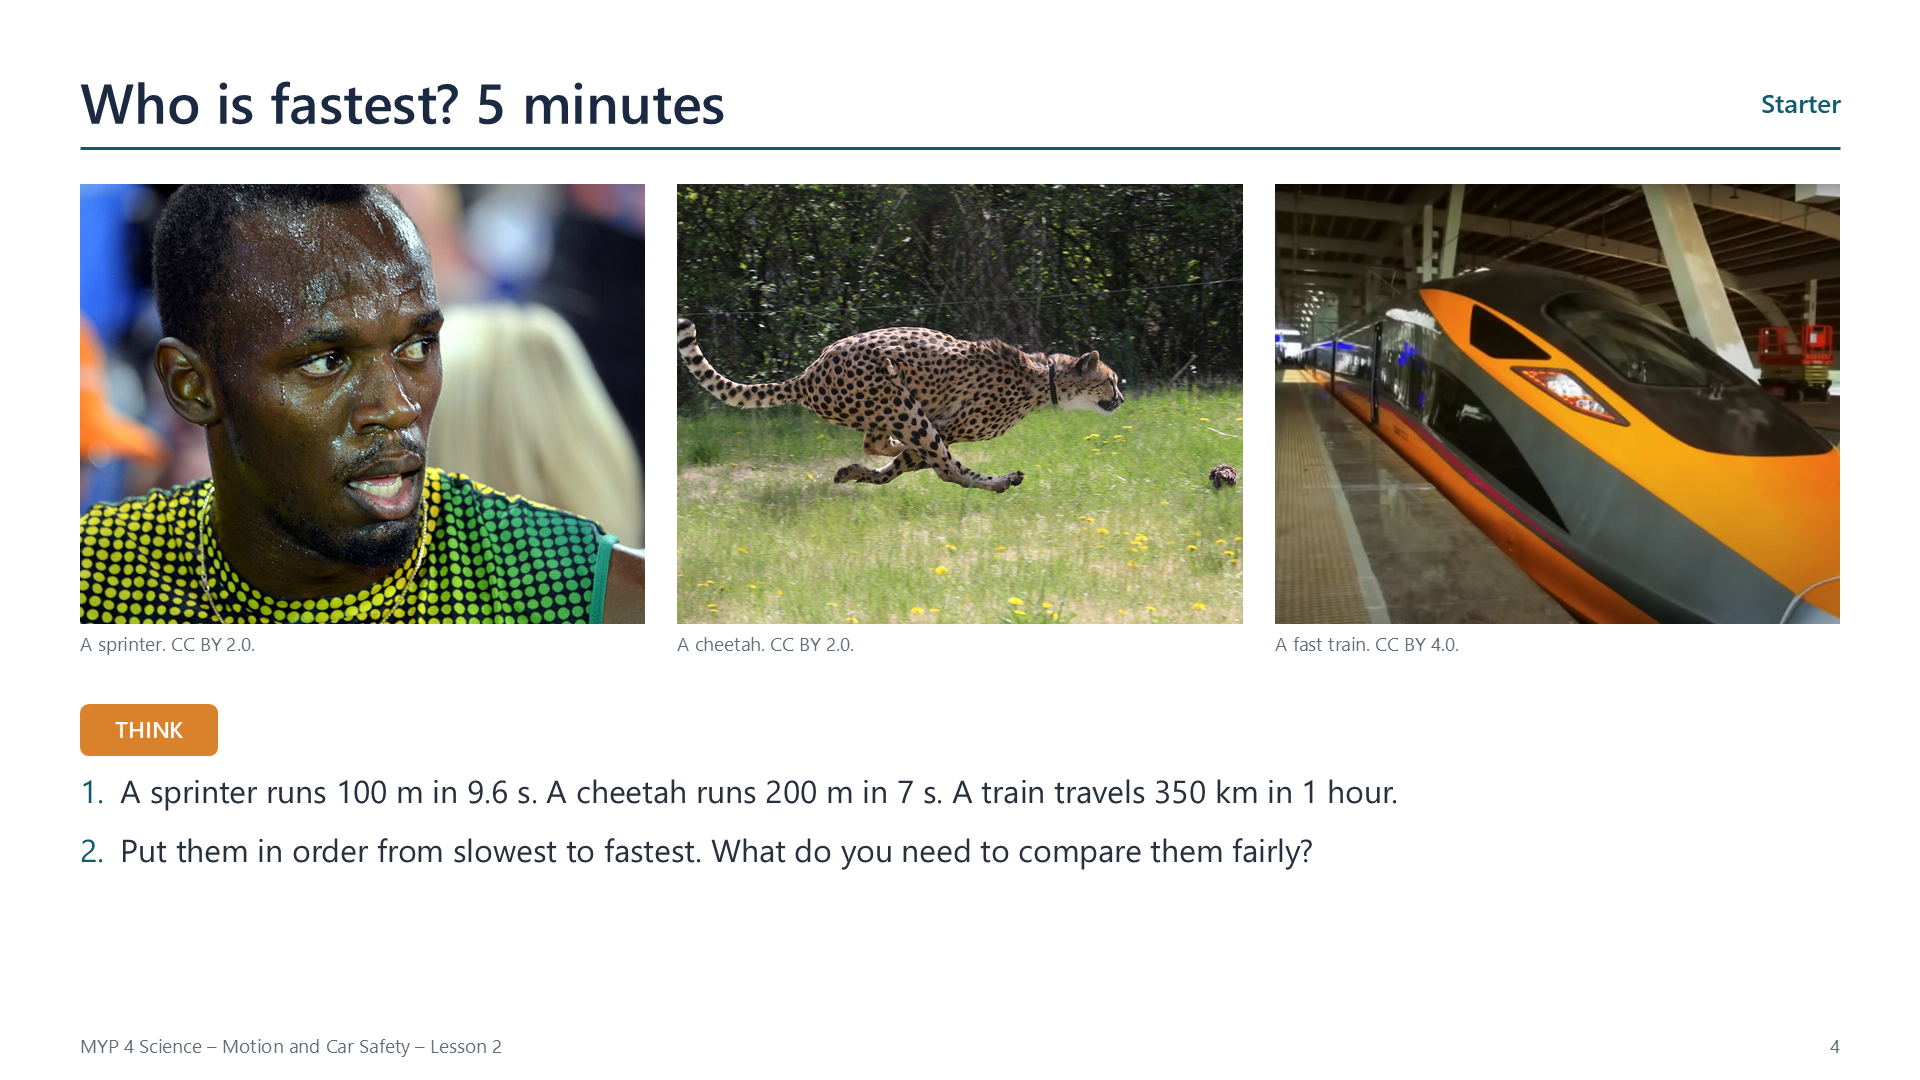 Who is fastest? 5 minutes
Starter
A sprinter. CC BY 2.0.
A cheetah. CC BY 2.0.
A fast train. CC BY 4.0.
THINK
1. A sprinter runs 100 m in 9.6 s. A cheetah runs 200 m in 7 s. A train travels 350 km in 1 hour.
2. Put them in order from slowest to fastest. What do you need to compare them fairly?
MYP 4 Science – Motion and Car Safety – Lesson 2
4